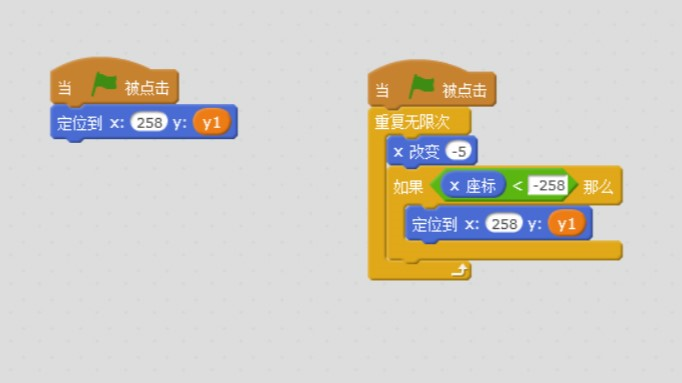 当 被点击
定位到 x: 258 y: y1
当 被点击
重复无限次
x 改变 -5
如果 x 座标 < -258 那么
定位到 x: 258 y: y1